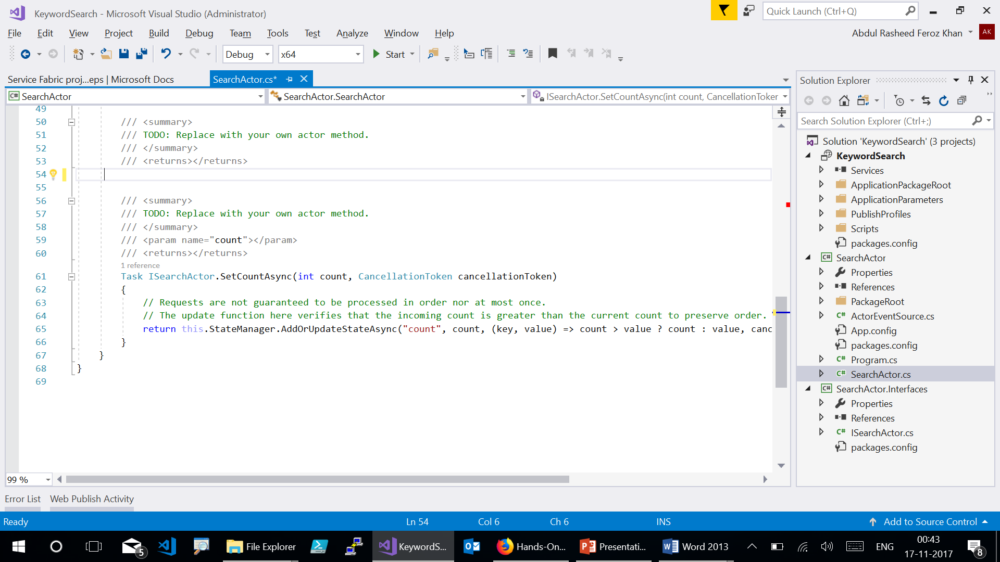 KeywordSearch - Microsoft Visual Studio (Administrator)
Quick Launch (Ctrl+Q)
File Edit View Project Build Debug Team Tools Test Analyze Window Help
Abdul Rasheed Feroz Khan AK
Debug x64 Start
Service Fabric proj...eps | Microsoft Docs SearchActor.cs*
SearchActor SearchActor.SearchActor ISearchActor.SetCountAsync(int count, CancellationToker
49
50 /// <summary>
51 /// TODO: Replace with your own actor method.
52 /// </summary>
53 /// <returns></returns>
54
55
56 /// <summary>
57 /// TODO: Replace with your own actor method.
58 /// </summary>
59 /// <param name="count"></param>
60 /// <returns></returns>
1 reference
61 Task ISearchActor.SetCountAsync(int count, CancellationToken cancellationToken)
62 {
63 // Requests are not guaranteed to be processed in order nor at most once.
64 // The update function here verifies that the incoming count is greater than the current count to preserve order.
65 return this.StateManager.AddOrUpdateStateAsync("count", count, (key, value) => count > value ? count : value, canc
66 }
67 }
68 }
69
99 %
Solution Explorer
Search Solution Explorer (Ctrl+;)
Solution 'KeywordSearch' (3 projects)
KeywordSearch
Services
ApplicationPackageRoot
ApplicationParameters
PublishProfiles
Scripts
packages.config
C# SearchActor
Properties
References
PackageRoot
C# ActorEventSource.cs
App.config
packages.config
C# Program.cs
C# SearchActor.cs
C# SearchActor.Interfaces
Properties
References
C# ISearchActor.cs
packages.config
Error List Web Publish Activity
Ready Ln 54 Col 6 Ch 6 INS Add to Source Control
5 File Explorer KeywordS... Hands-On... Presentati... Word 2013 ENG 00:43
17-11-2017 8